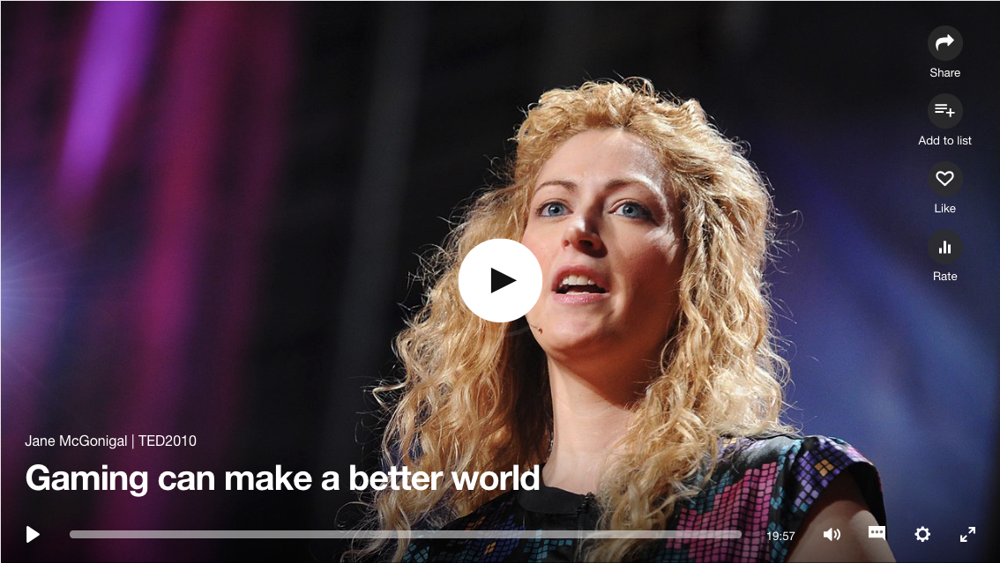 Share
Add to list
Like
Rate
Jane McGonigal | TED2010
Gaming can make a better world
19:57